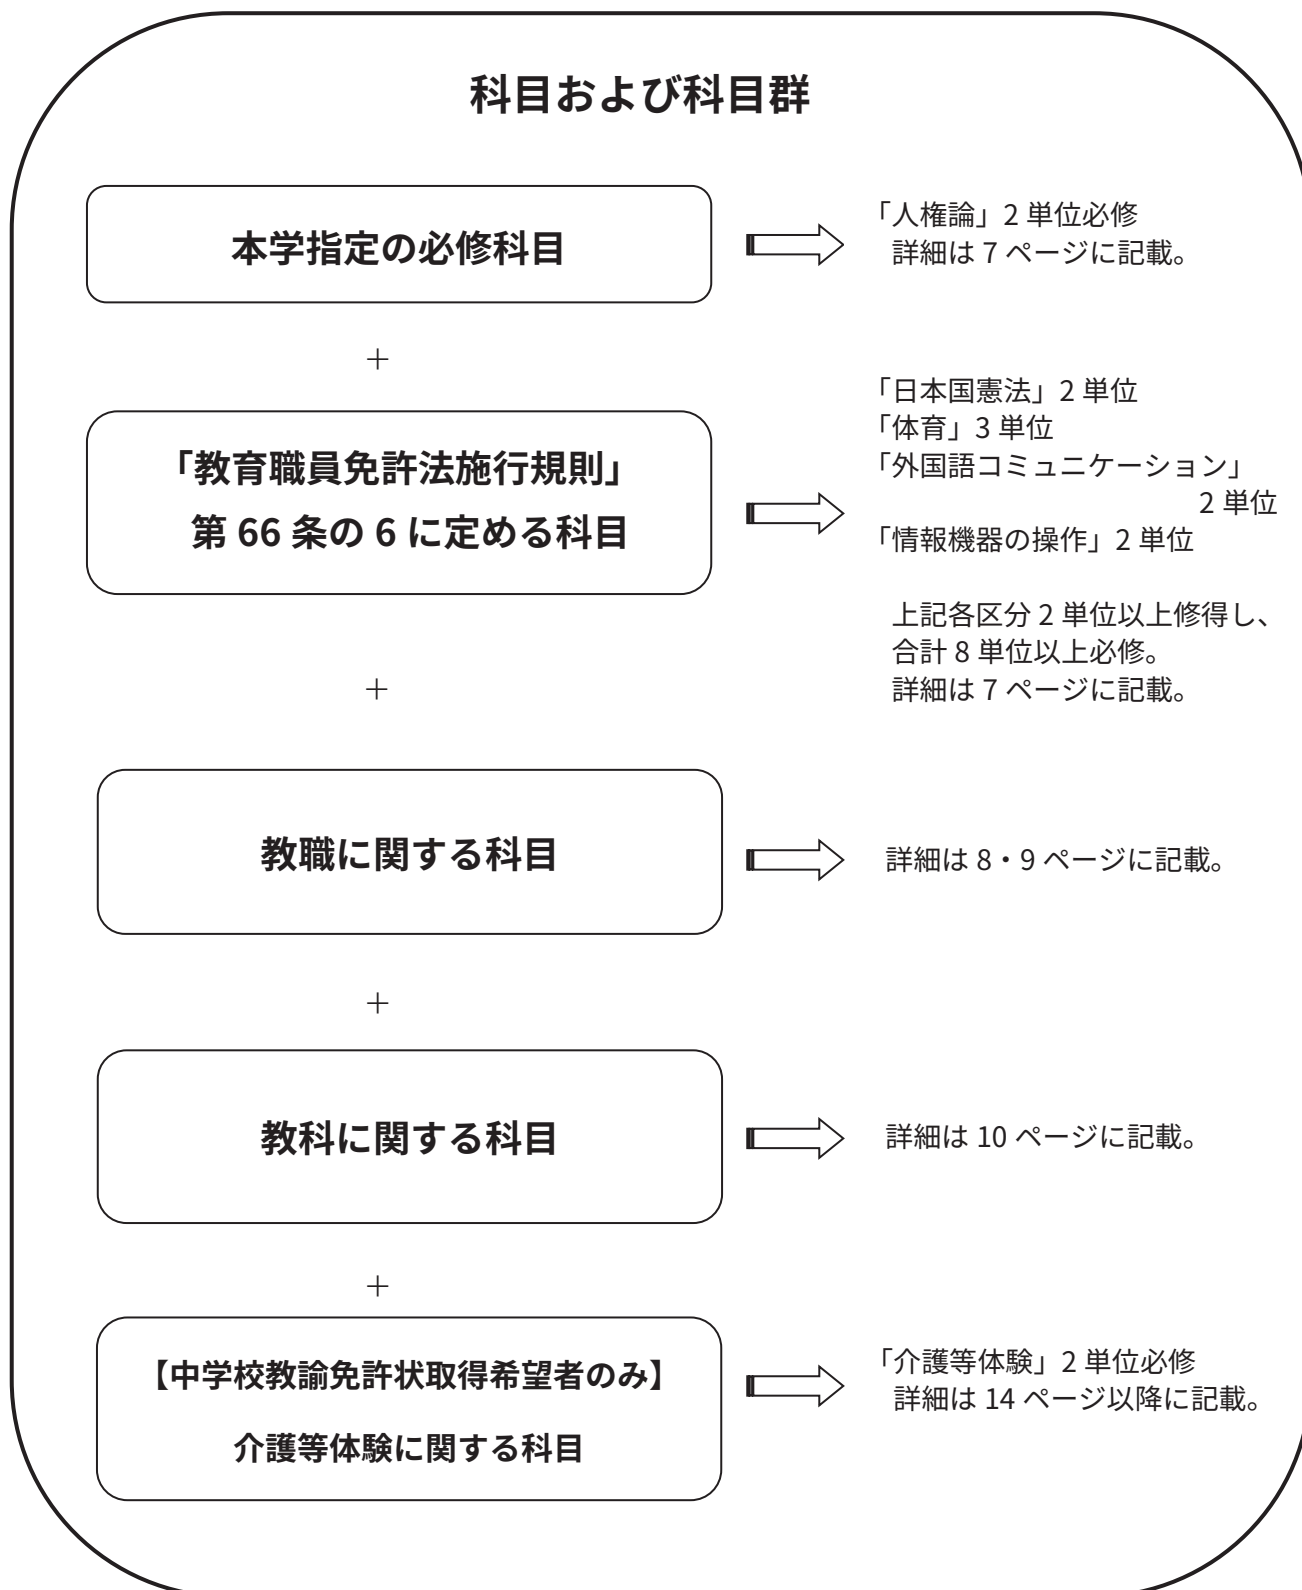 科目および科目群
本学指定の必修科目
「人権論」2 単位必修
詳細は 7 ページに記載。
＋
「教育職員免許法施行規則」
第 66 条の 6 に定める科目
「日本国憲法」2 単位
「体育」3 単位
「外国語コミュニケーション」
2 単位
「情報機器の操作」2 単位
上記各区分 2 単位以上修得し、
合計 8 単位以上必修。
詳細は 7 ページに記載。
＋
教職に関する科目
詳細は 8・9 ページに記載。
＋
教科に関する科目
詳細は 10 ページに記載。
＋
【中学校教諭免許状取得希望者のみ】
介護等体験に関する科目
「介護等体験」2 単位必修
詳細は 14 ページ以降に記載。